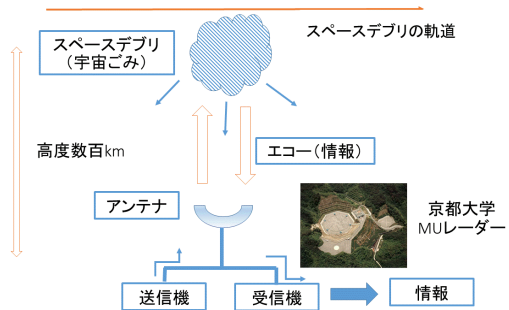 スペースデブリの軌道
スペースデブリ
（宇宙ごみ）
高度数百km
エコー（情報）
アンテナ
京都大学
MUレーダー
送信機
受信機
情報